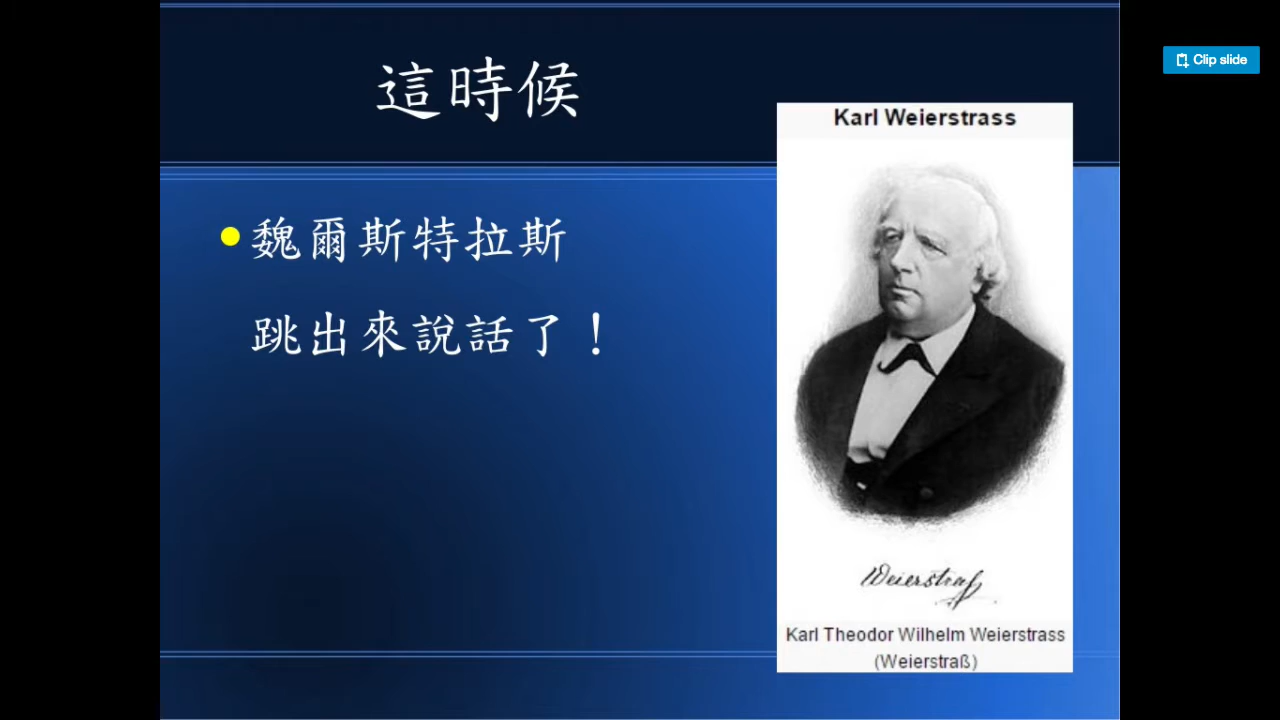 這時候
Clip slide
Karl Weierstrass
魏爾斯特拉斯
跳出來說話了！
Weierstraß
Karl Theodor Wilhelm Weierstrass
(Weierstraß)